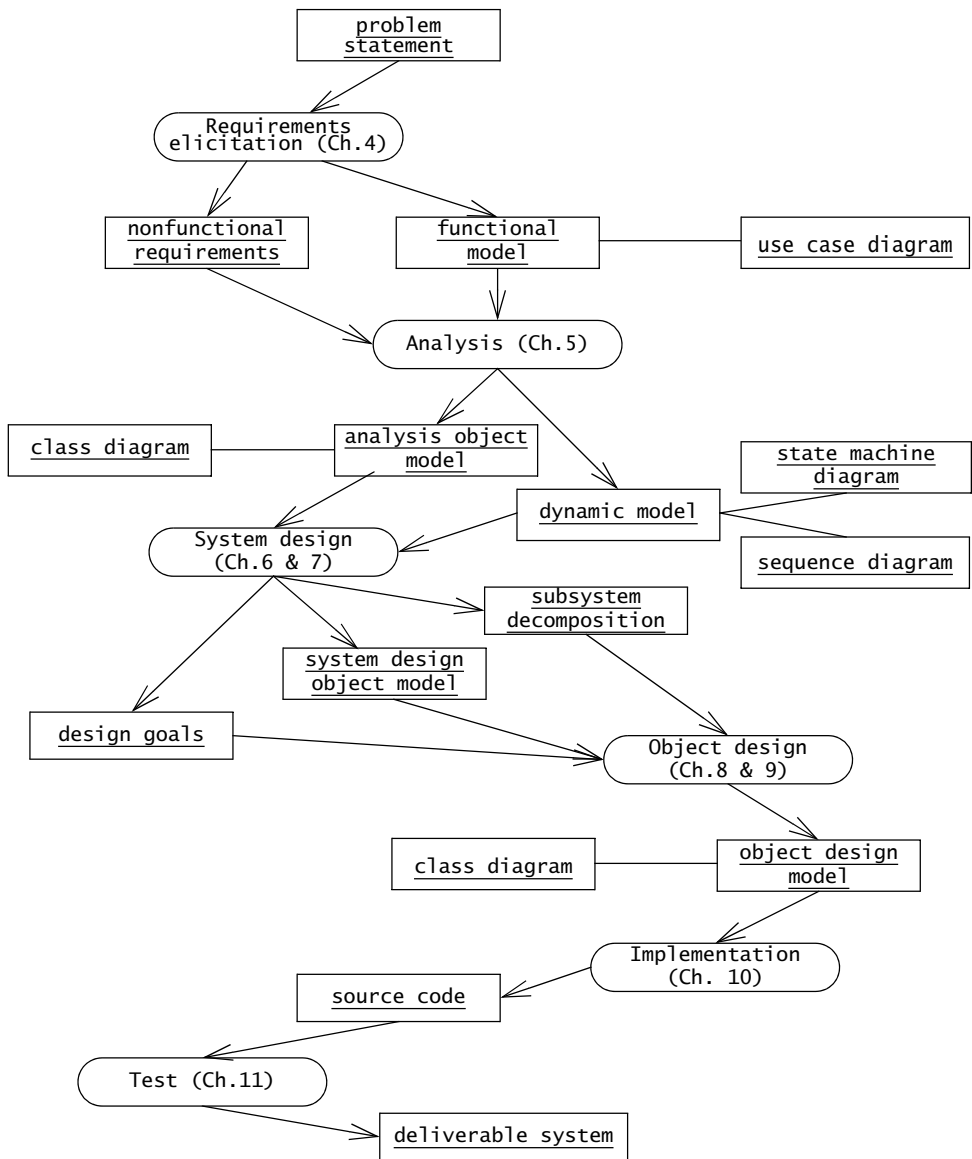 problem
statement
Requirements
elicitation (Ch.4)
nonfunctional
requirements
functional
model
use case diagram
Analysis (Ch.5)
class diagram
analysis object
model
state machine
diagram
dynamic model
System design
(Ch.6 & 7)
sequence diagram
subsystem
decomposition
system design
object model
design goals
Object design
(Ch.8 & 9)
class diagram
object design
model
Implementation
(Ch. 10)
source code
Test (Ch.11)
deliverable system